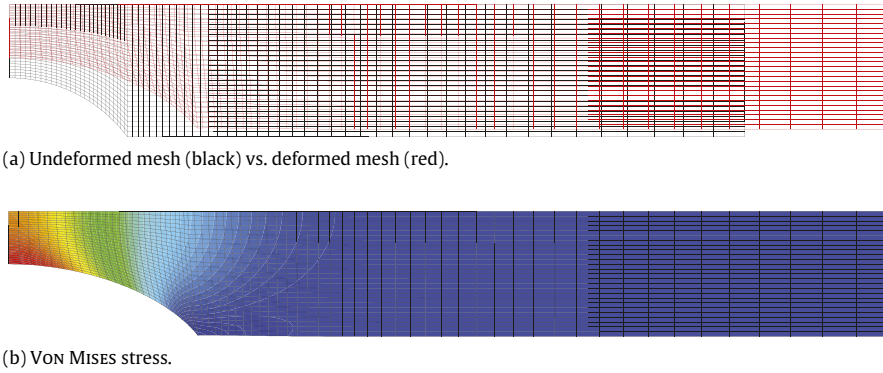 (a) Undeformed mesh (black) vs. deformed mesh (red).
(b) Von Mises stress.